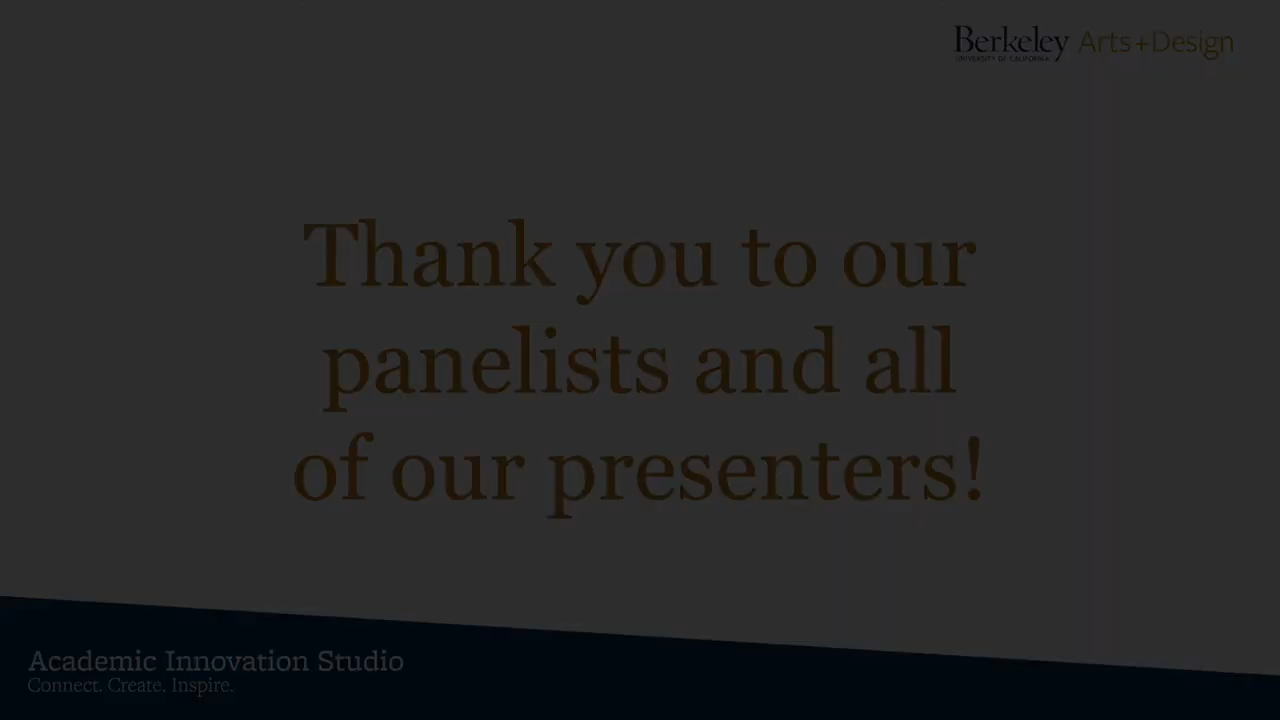 Berkeley Arts+Design
UNIVERSITY OF CALIFORNIA
Thank you to our
panelists and all
of our presenters!
Academic Innovation Studio
Connect. Create. Inspire.